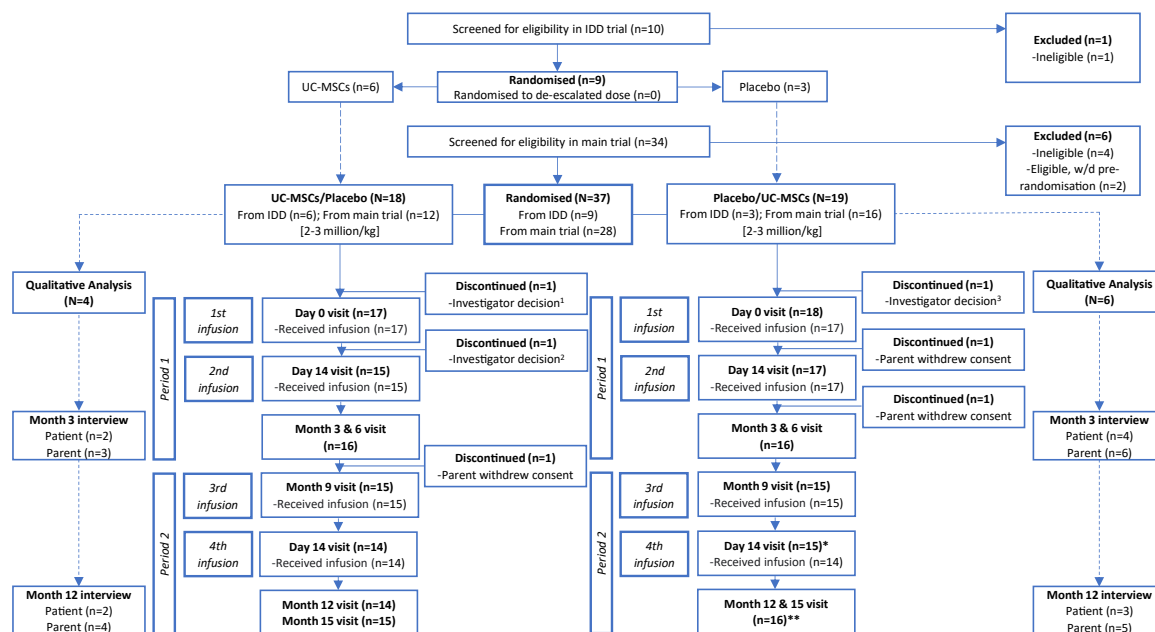 Screened for eligibility in IDD trial (n=10)
Excluded (n=1)
-Ineligible (n=1)
UC-MSCs (n=6)
Randomised (n=9)
Randomised to de-escalated dose (n=0)
Placebo (n=3)
Screened for eligibility in main trial (n=34)
Excluded (n=6)
-Ineligible (n=4)
-Eligible, w/d pre-
randomisation (n=2)
UC-MSCs/Placebo (N=18)
From IDD (n=6); From main trial (n=12)
[2-3 million/kg]
Randomised (N=37)
From IDD (n=9)
From main trial (n=28)
Placebo/UC-MSCs (N=19)
From IDD (n=3); From main trial (n=16)
[2-3 million/kg]
Qualitative Analysis
(N=4)
Month 3 interview
Patient (n=2)
Parent (n=3)
Month 12 interview
Patient (n=2)
Parent (n=4)
Period 1
1st
infusion
2nd
infusion
Period 2
3rd
infusion
4th
infusion
Discontinued (n=1)
-Investigator decision¹
Day 0 visit (n=17)
-Received infusion (n=17)
Discontinued (n=1)
-Investigator decision²
Day 14 visit (n=15)
-Received infusion (n=15)
Month 3 & 6 visit
(n=16)
Discontinued (n=1)
-Parent withdrew consent
Month 9 visit (n=15)
-Received infusion (n=15)
Day 14 visit (n=14)
-Received infusion (n=14)
Month 12 visit (n=14)
Month 15 visit (n=15)
Period 1
1st
infusion
2nd
infusion
Period 2
3rd
infusion
4th
infusion
Discontinued (n=1)
-Investigator decision³
Day 0 visit (n=18)
-Received infusion (n=17)
Discontinued (n=1)
-Parent withdrew consent
Day 14 visit (n=17)
-Received infusion (n=17)
Discontinued (n=1)
-Parent withdrew consent
Month 3 & 6 visit
(n=16)
Month 9 visit (n=15)
-Received infusion (n=15)
Day 14 visit (n=15)*
-Received infusion (n=14)
Month 12 & 15 visit
(n=16)**
Qualitative Analysis
(N=6)
Month 3 interview
Patient (n=4)
Parent (n=6)
Month 12 interview
Patient (n=3)
Parent (n=5)